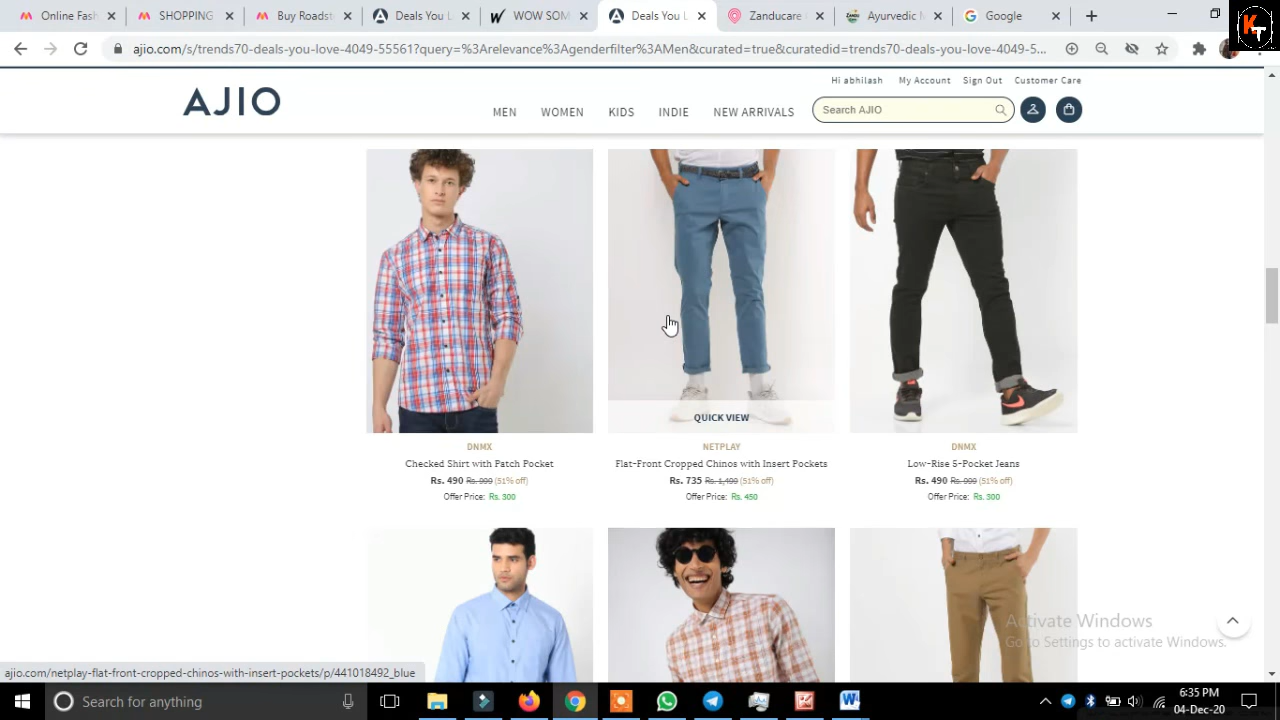 Online Fash
SHOPPING
Buy Roadst
Deals You L
WOW SOM
Deals You L
Zanducare
Ayurvedic M
Google
KT
ajio.com/s/trends70-deals-you-love-4049-55561?query=%3Arelevance%3Agenderfilter%3AMen&curated=true&curatedid=trends70-deals-you-love-4049-5...
Hi abhilash My Account Sign Out Customer Care
AJIO
MEN WOMEN KIDS INDIE NEW ARRIVALS
Search AJIO
QUICK VIEW
DNMX
Checked Shirt with Patch Pocket
Rs. 490 Rs. 999 (51% off)
Offer Price: Rs. 300
NETPLAY
Flat-Front Cropped Chinos with Insert Pockets
Rs. 735 Rs. 1,499 (51% off)
Offer Price: Rs. 450
DNMX
Low-Rise 5-Pocket Jeans
Rs. 490 Rs. 999 (51% off)
Offer Price: Rs. 300
Activate Windows
Go to Settings to activate Windows.
ajio.com/netplay-flat-front-cropped-chinos-with-insert-pockets/p/441018492_blue
Search for anything
6:35 PM
04-Dec-20